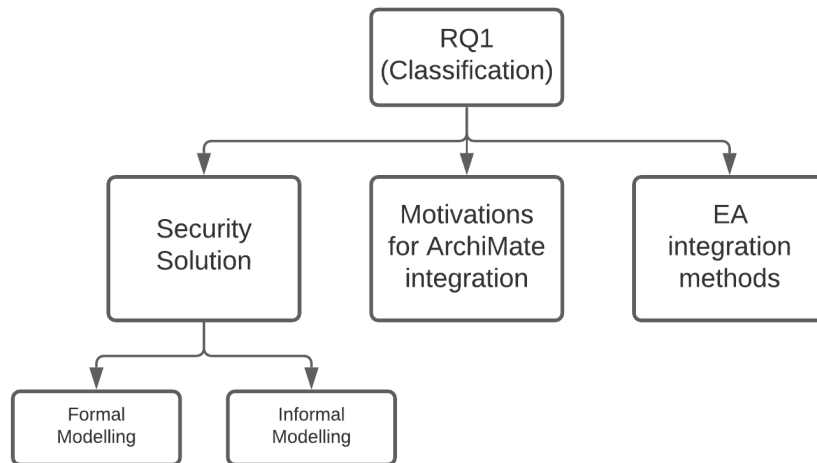 RQ1
(Classification)
Security
Solution
Motivations
for ArchiMate
integration
EA
integration
methods
Formal
Modelling
Informal
Modelling